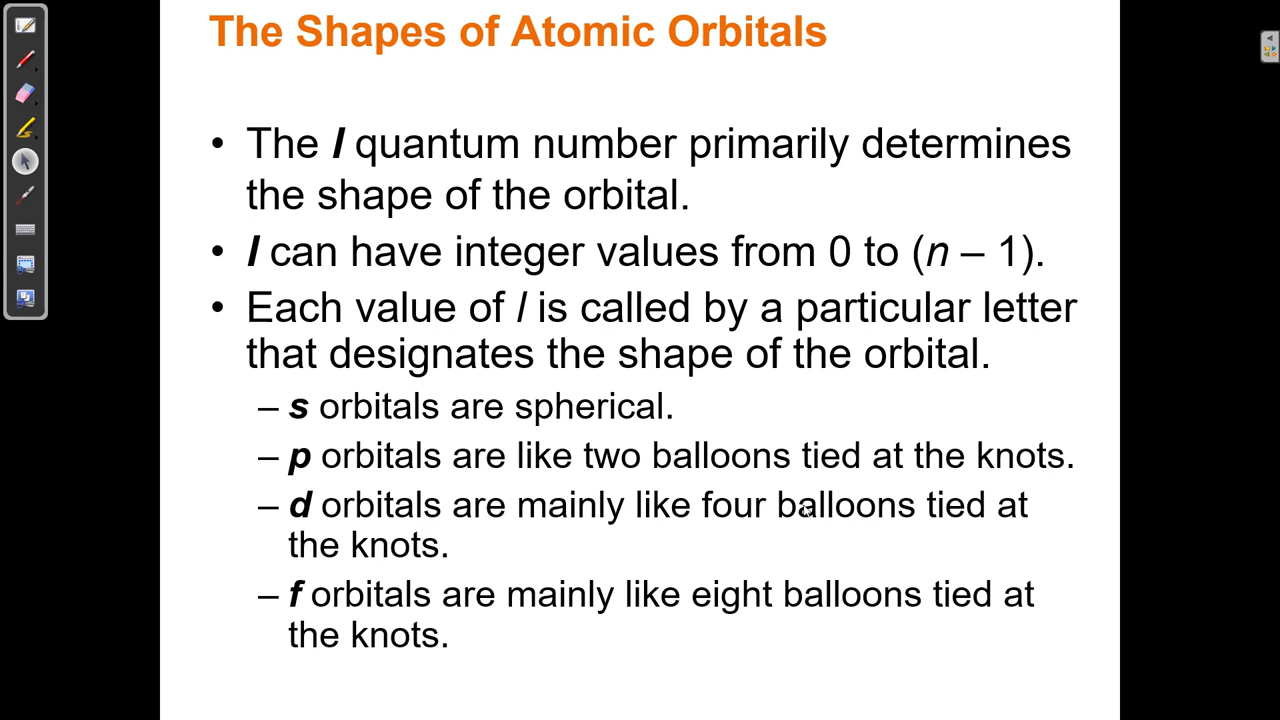 The Shapes of Atomic Orbitals
• The l quantum number primarily determines
the shape of the orbital.
• l can have integer values from 0 to (n – 1).
• Each value of l is called by a particular letter
that designates the shape of the orbital.
– s orbitals are spherical.
– p orbitals are like two balloons tied at the knots.
– d orbitals are mainly like four balloons tied at
the knots.
– f orbitals are mainly like eight balloons tied at
the knots.